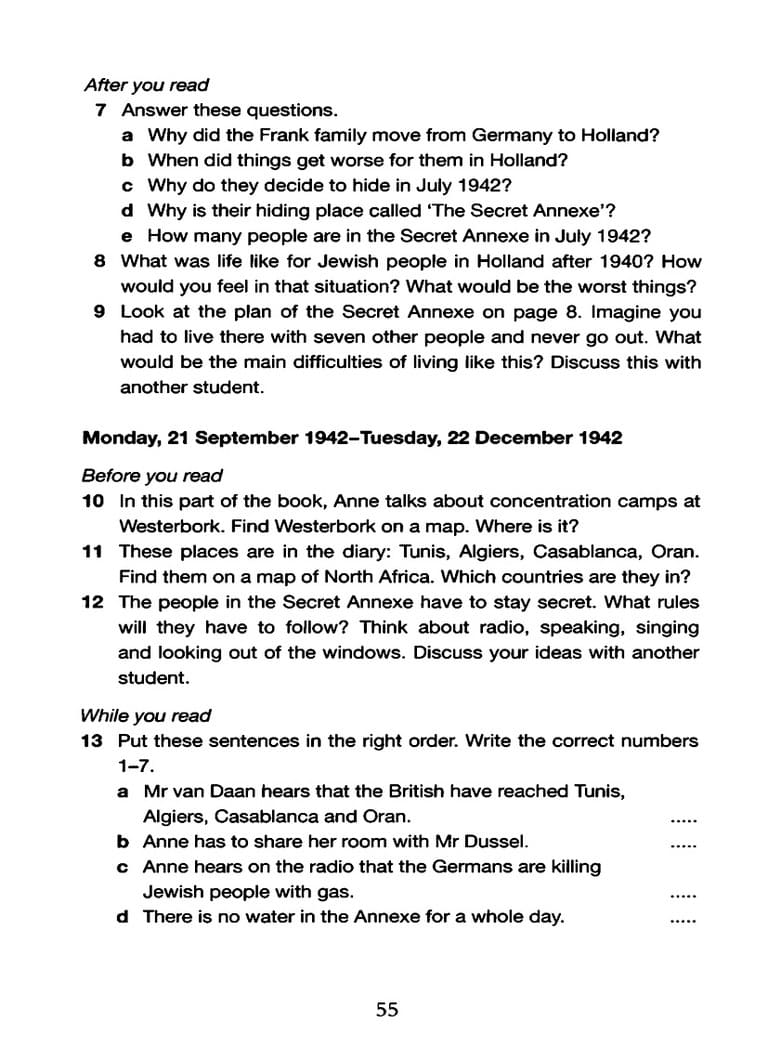 After you read
7 Answer these questions.
a Why did the Frank family move from Germany to Holland?
b When did things get worse for them in Holland?
c Why do they decide to hide in July 1942?
d Why is their hiding place called ‘The Secret Annexe’?
e How many people are in the Secret Annexe in July 1942?
8 What was life like for Jewish people in Holland after 1940? How
would you feel in that situation? What would be the worst things?
9 Look at the plan of the Secret Annexe on page 8. Imagine you
had to live there with seven other people and never go out. What
would be the main difficulties of living like this? Discuss this with
another student.
Monday, 21 September 1942–Tuesday, 22 December 1942
Before you read
10 In this part of the book, Anne talks about concentration camps at
Westerbork. Find Westerbork on a map. Where is it?
11 These places are in the diary: Tunis, Algiers, Casablanca, Oran.
Find them on a map of North Africa. Which countries are they in?
12 The people in the Secret Annexe have to stay secret. What rules
will they have to follow? Think about radio, speaking, singing
and looking out of the windows. Discuss your ideas with another
student.
While you read
13 Put these sentences in the right order. Write the correct numbers
1–7.
a Mr van Daan hears that the British have reached Tunis,
Algiers, Casablanca and Oran. .....
b Anne has to share her room with Mr Dussel. .....
c Anne hears on the radio that the Germans are killing
Jewish people with gas. .....
d There is no water in the Annexe for a whole day. .....
55